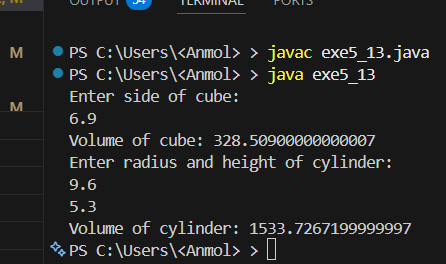 OUTPUT 54 TERMINAL PORTS
M PS C:\Users\<Anmol> > javac exe5_13.java
PS C:\Users\<Anmol> > java exe5_13
Enter side of cube:
M 6.9
Volume of cube: 328.50900000000007
Enter radius and height of cylinder:
9.6
5.3
Volume of cylinder: 1533.7267199999997
PS C:\Users\<Anmol> >